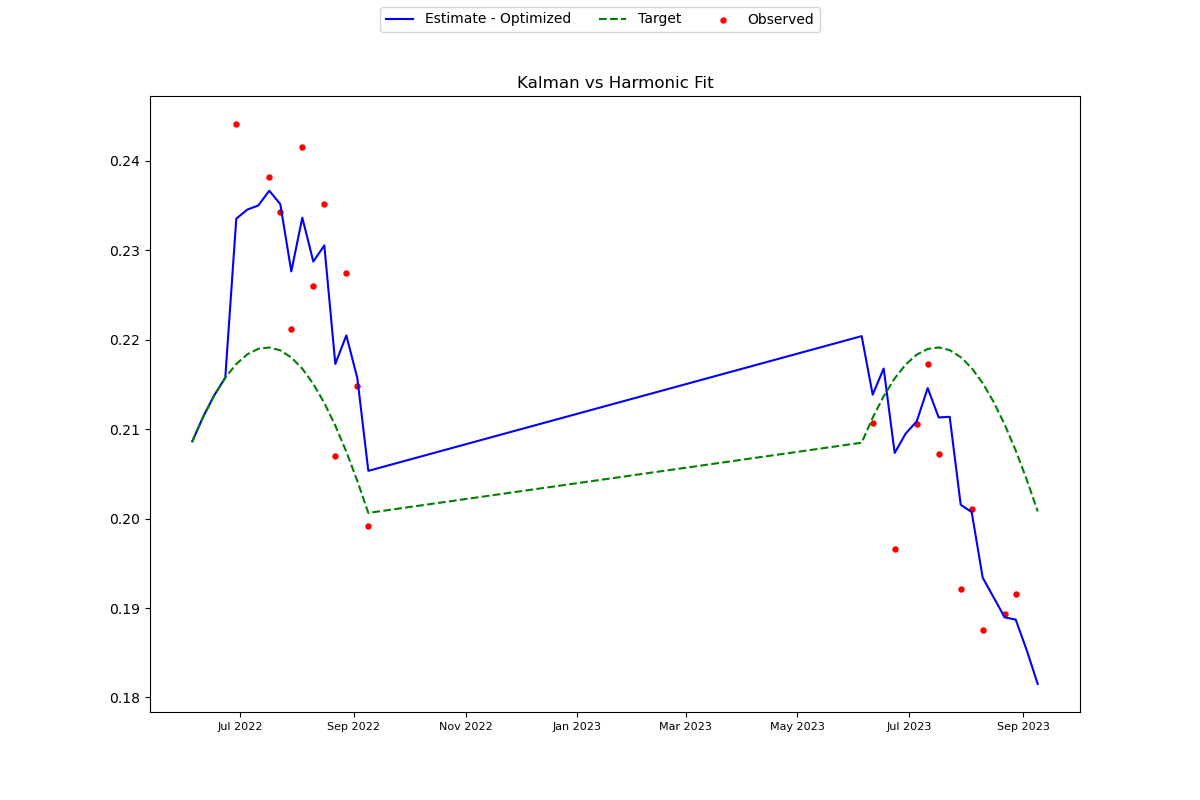 Estimate - Optimized Target Observed
Kalman vs Harmonic Fit
0.24
0.23
0.22
0.21
0.20
0.19
0.18
Jul 2022 Sep 2022 Nov 2022 Jan 2023 Mar 2023 May 2023 Jul 2023 Sep 2023